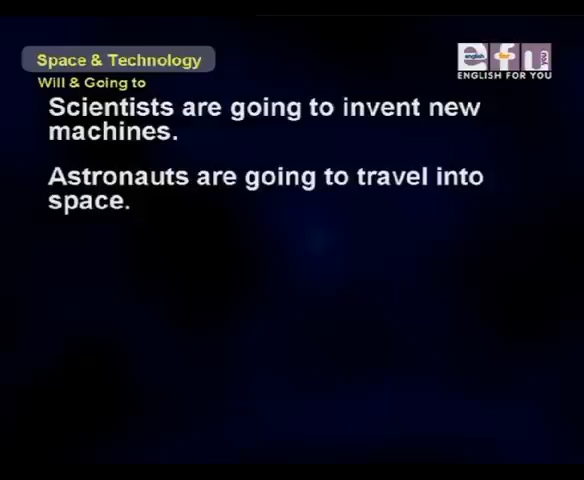 Space & Technology
Will & Going to
english for you
ENGLISH FOR YOU
Scientists are going to invent new
machines.
Astronauts are going to travel into
space.